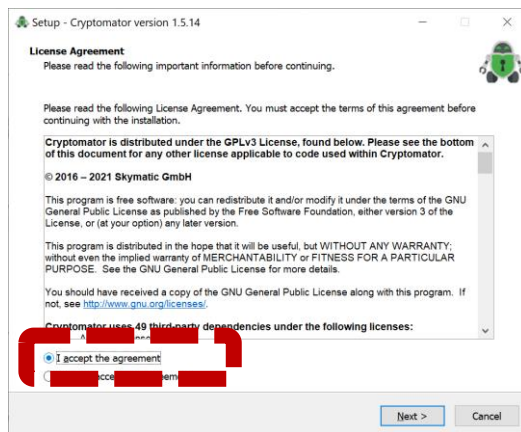 Setup - Cryptomator version 1.5.14
License Agreement
Please read the following important information before continuing.
Please read the following License Agreement. You must accept the terms of this agreement before
continuing with the installation.
Cryptomator is distributed under the GPLv3 License, found below. Please see the bottom
of this document for any other license applicable to code used within Cryptomator.
© 2016 – 2021 Skymatic GmbH
This program is free software: you can redistribute it and/or modify it under the terms of the GNU
General Public License as published by the Free Software Foundation, either version 3 of the
License, or (at your option) any later version.
This program is distributed in the hope that it will be useful, but WITHOUT ANY WARRANTY;
without even the implied warranty of MERCHANTABILITY or FITNESS FOR A PARTICULAR
PURPOSE. See the GNU General Public License for more details.
You should have received a copy of the GNU General Public License along with this program. If
not, see http://www.gnu.org/licenses/.
Cryptomator uses 49 third-party dependencies under the following licenses:
I accept the agreement
Next >
Cancel